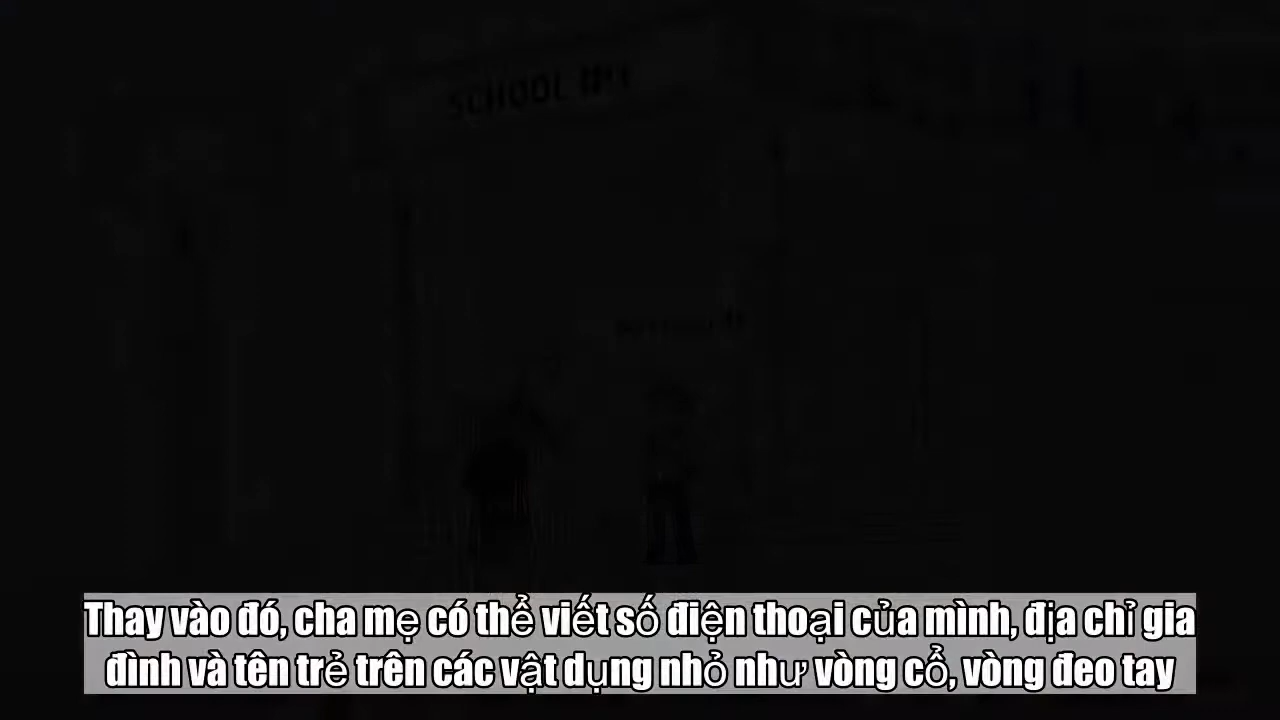 SCHOOL
Thay vào đó, cha mẹ có thể viết số điện thoại của mình, địa chỉ gia
đình và tên trẻ trên các vật dụng nhỏ như vòng cổ, vòng đeo tay